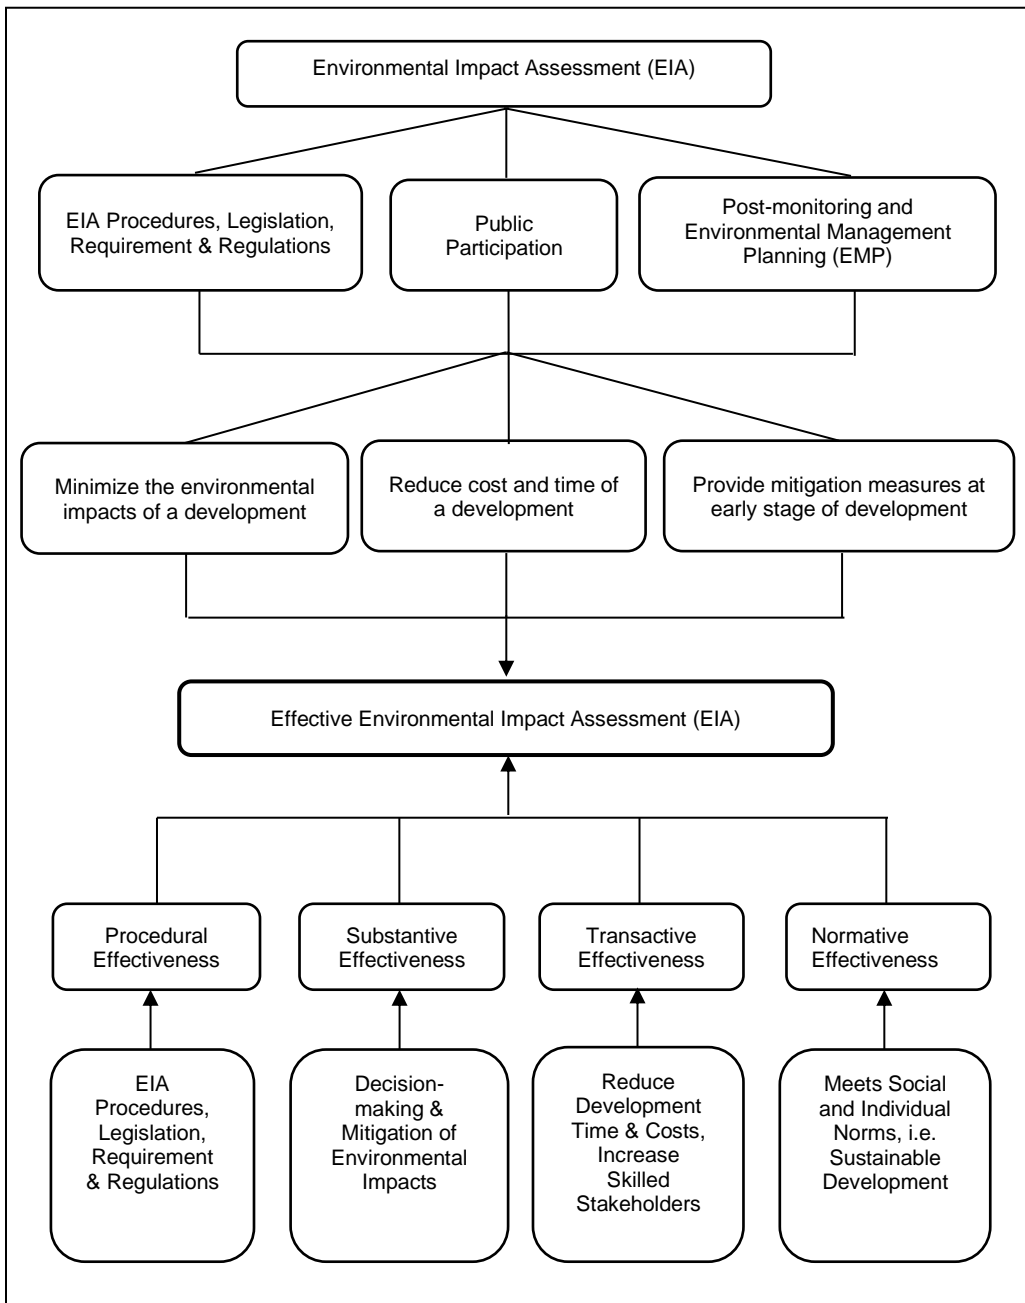 Environmental Impact Assessment (EIA)
EIA Procedures, Legislation,
Requirement & Regulations
Public
Participation
Post-monitoring and
Environmental Management
Planning (EMP)
Minimize the environmental
impacts of a development
Reduce cost and time of
a development
Provide mitigation measures at
early stage of development
Effective Environmental Impact Assessment (EIA)
Procedural
Effectiveness
Substantive
Effectiveness
Transactive
Effectiveness
Normative
Effectiveness
EIA
Procedures,
Legislation,
Requirement
& Regulations
Decision-
making &
Mitigation of
Environmental
Impacts
Reduce
Development
Time & Costs,
Increase
Skilled
Stakeholders
Meets Social
and Individual
Norms, i.e.
Sustainable
Development